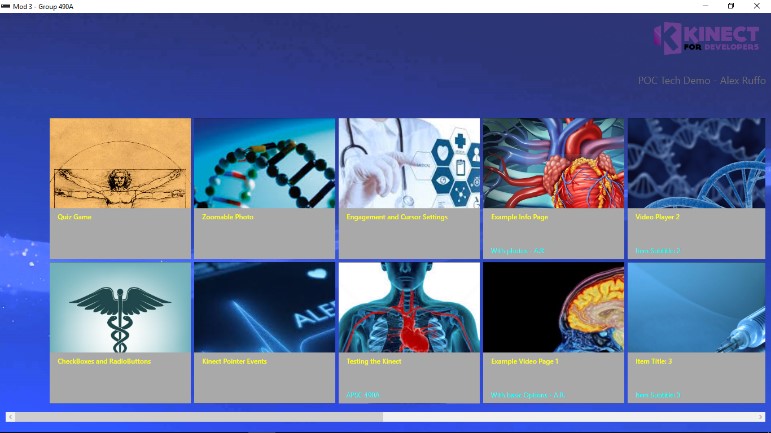 Mod 3 - Group 490A
KINECT
FOR DEVELOPERS
POC Tech Demo - Alex Ruffo
Quiz Game
Zoomable Photo
Engagement and Cursor Settings
Example Info Page
With photos - A.R.
Video Player 2
Item Subtitle: 2
ALE
CheckBoxes and RadioButtons
Kinect Pointer Events
Testing the Kinect
APSC 490A
Example Video Page 1
With basic Options - A.R.
Item Title: 3
Item Subtitle: 3